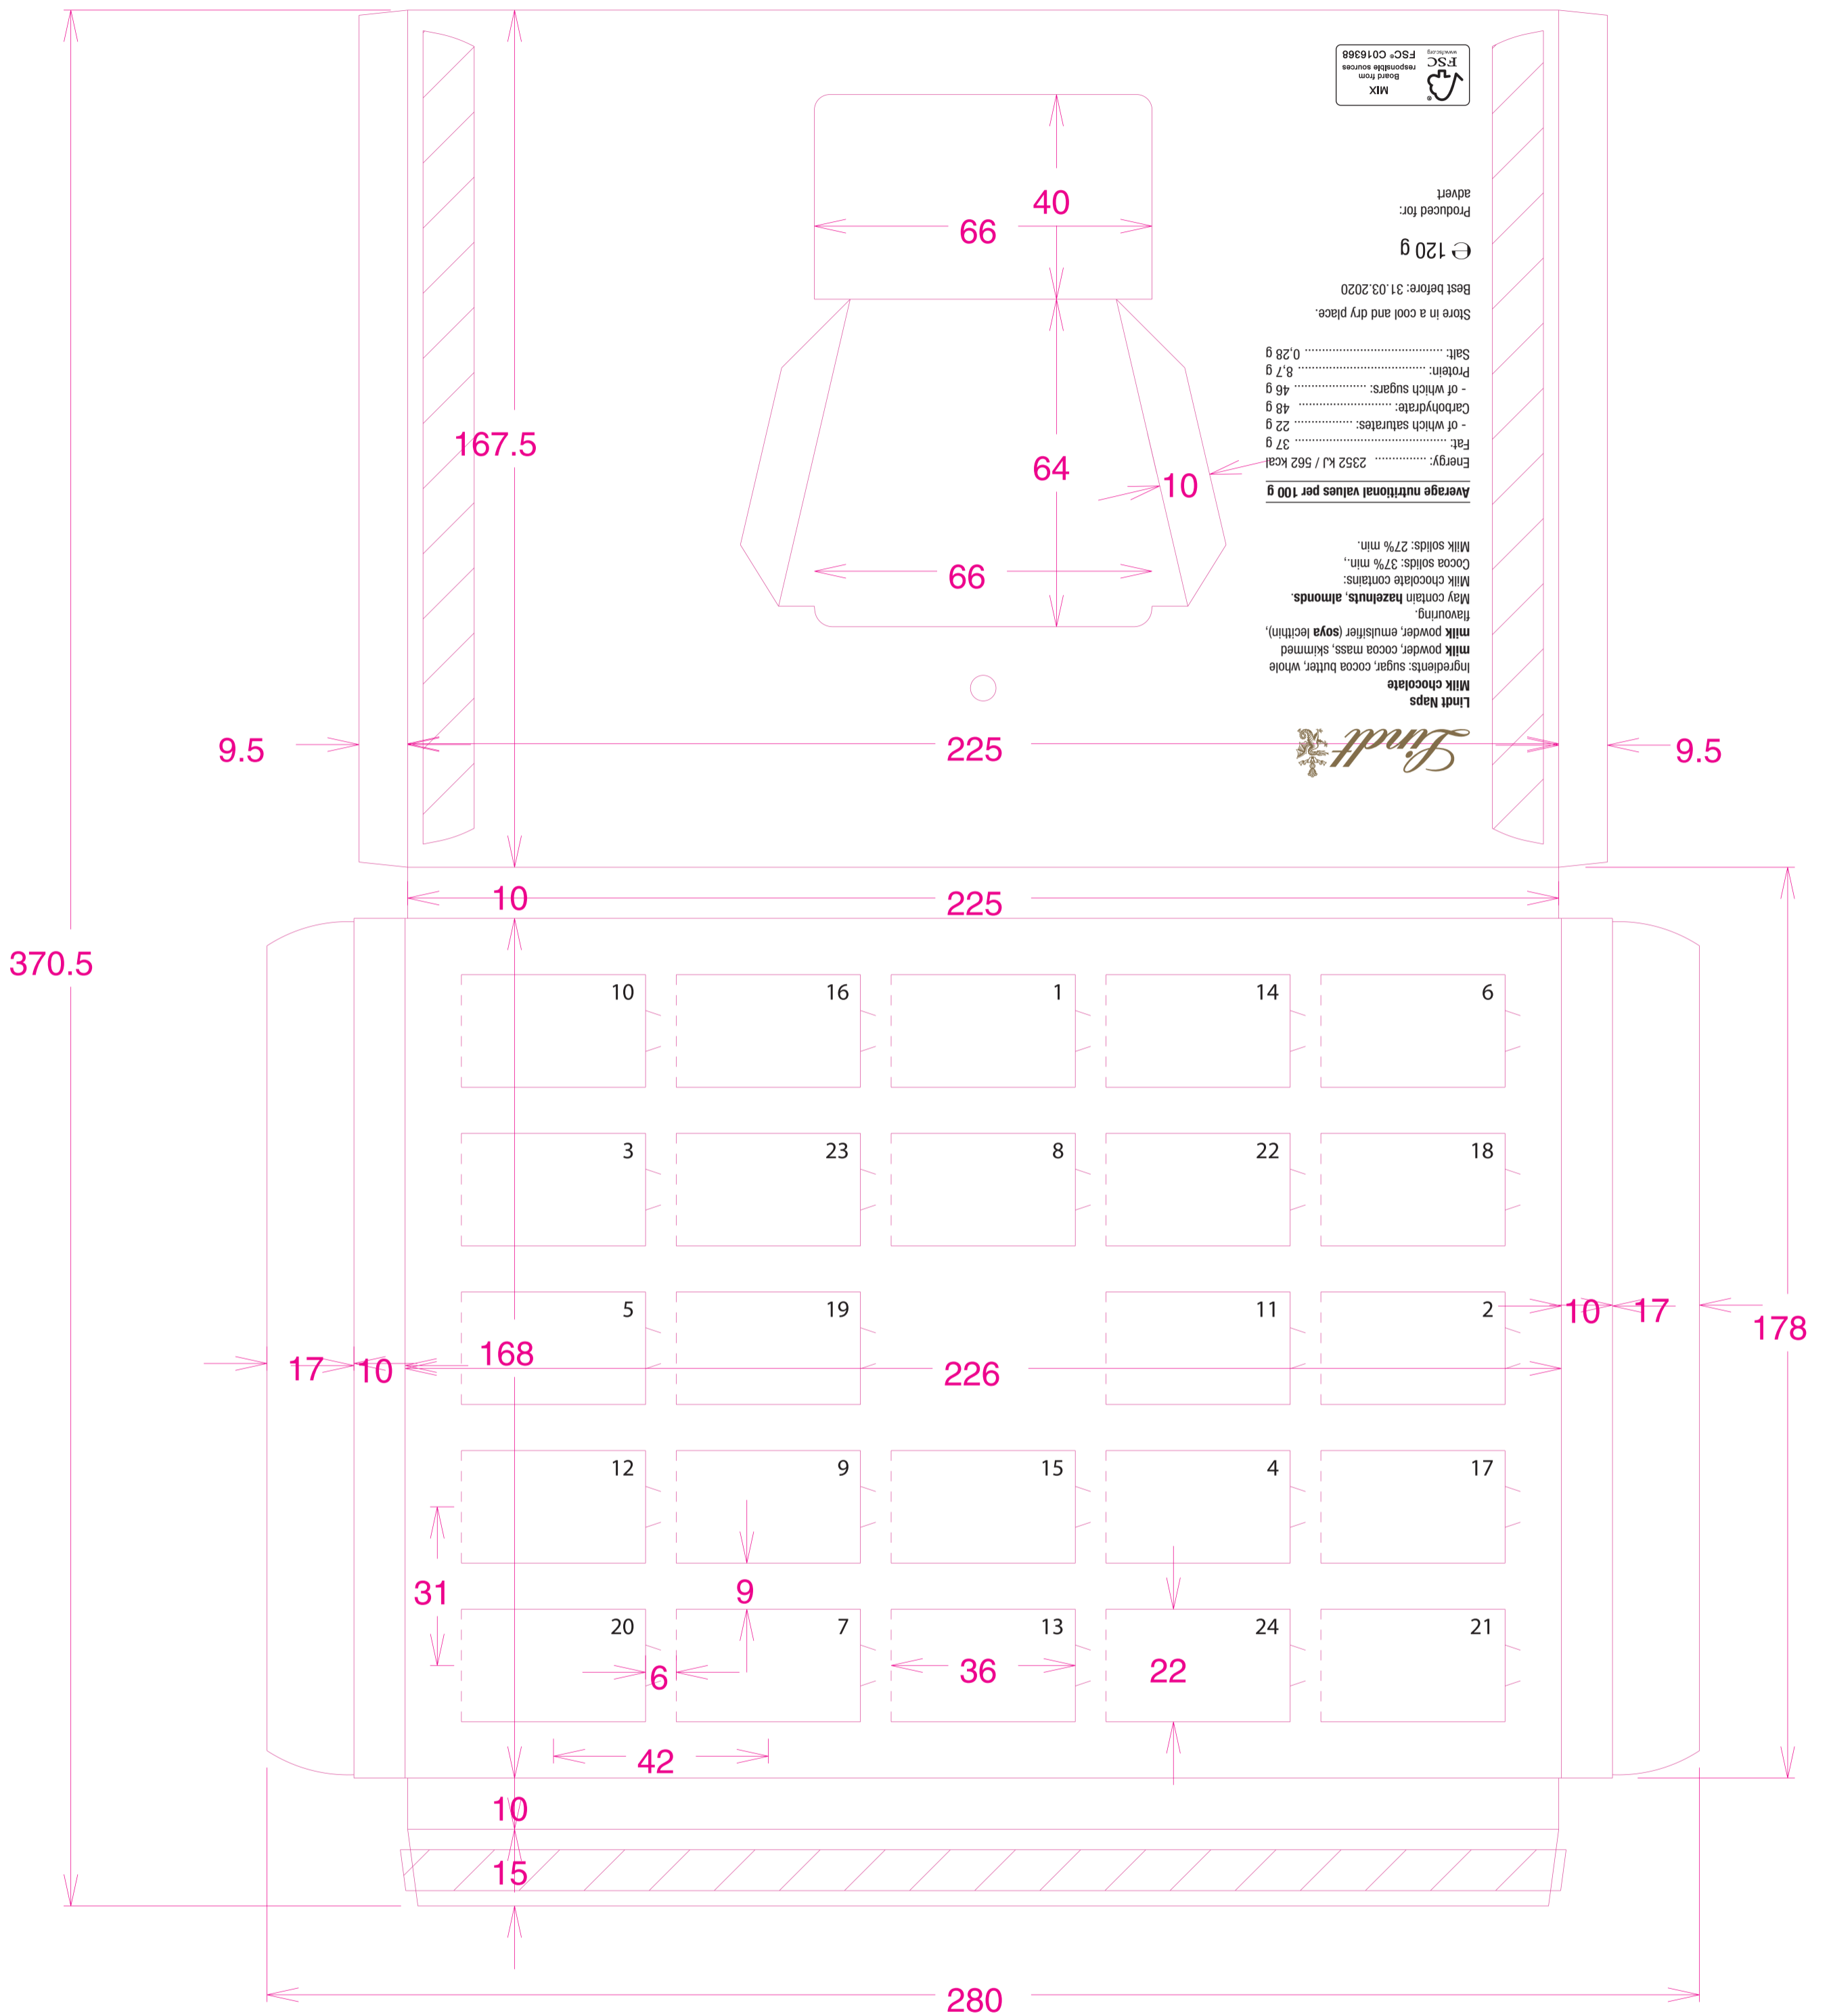 370.5
167.5
40
66
64
10
66
9.5
225
9.5
Lindt
Lindt Naps
Milk chocolate
Ingredients: sugar, cocoa butter, whole
milk powder, cocoa mass, skimmed
milk powder, emulsifier (soya lecithin),
flavouring.
May contain hazelnuts, almonds.
Milk chocolate contains:
Cocoa solids: 37% min.,
Milk solids: 27% min.
Average nutritional values per 100 g
Energy: ............... 2352 kJ / 562 kcal
Fat: ............................................ 37 g
- of which saturates: ................. 22 g
Carbohydrate: ........................... 48 g
- of which sugars: ..................... 46 g
Protein: ..................................... 8,7 g
Salt: ........................................ 0,28 g
Store in a cool and dry place.
Best before: 31.03.2020
℮ 120 g
Produced for:
advert
®
FSC
www.fsc.org
MIX
Board from
responsible sources
FSC® C016368
10
225
10 16 1 14 6
3 23 8 22 18
5 19 11 2
17 10 168 226 10 17 178
12 9 15 4 17
31 9
20 7 13 24 21
6 36 22
42
10
15
280